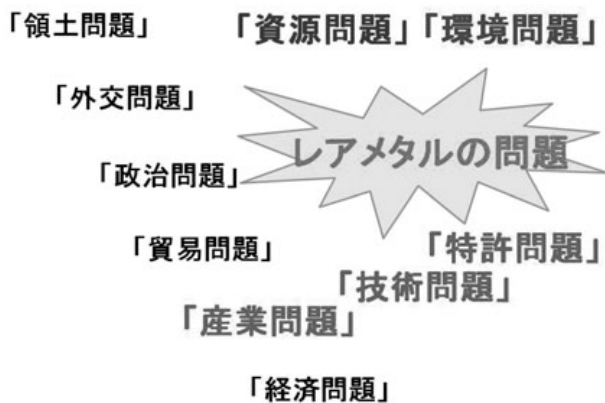 「領土問題」 「資源問題」「環境問題」
「外交問題」
レアメタルの問題
「政治問題」
「貿易問題」 「特許問題」
「技術問題」
「産業問題」
「経済問題」